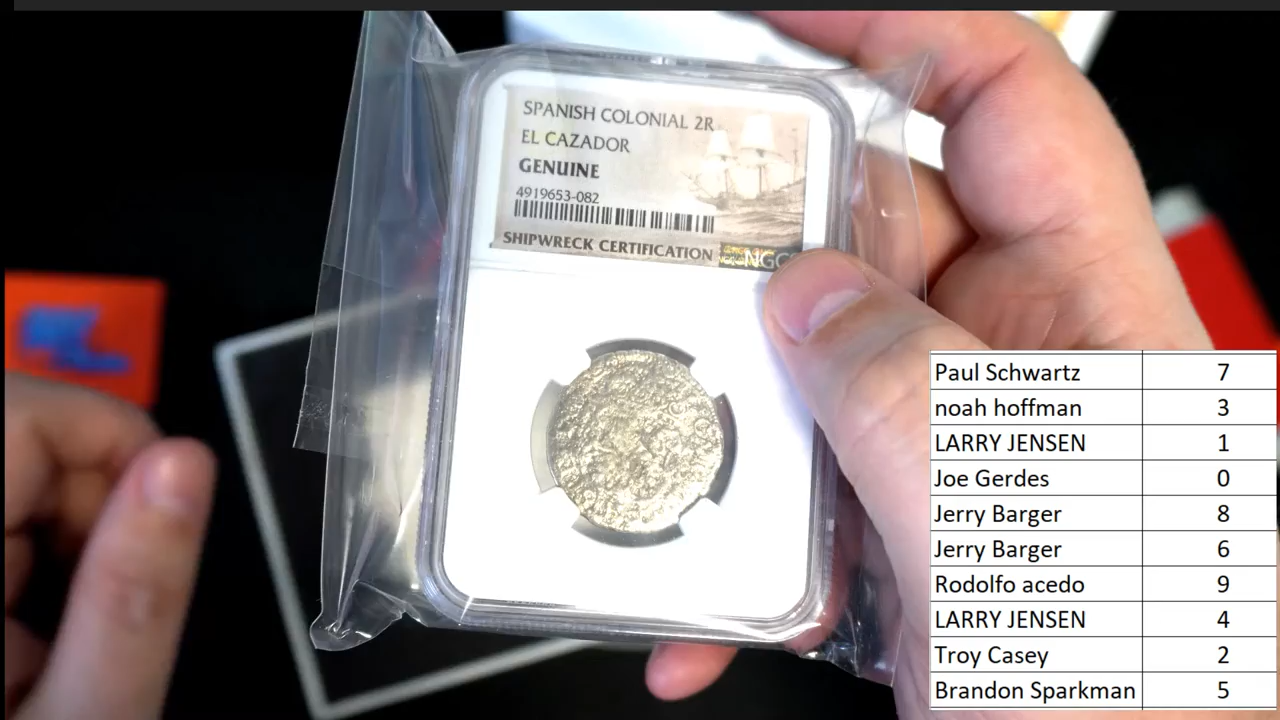 SPANISH COLONIAL 2R
EL CAZADOR
GENUINE
4919653-082
SHIPWRECK CERTIFICATION NGC
Paul Schwartz 7
noah hoffman 3
LARRY JENSEN 1
Joe Gerdes 0
Jerry Barger 8
Jerry Barger 6
Rodolfo acedo 9
LARRY JENSEN 4
Troy Casey 2
Brandon Sparkman 5